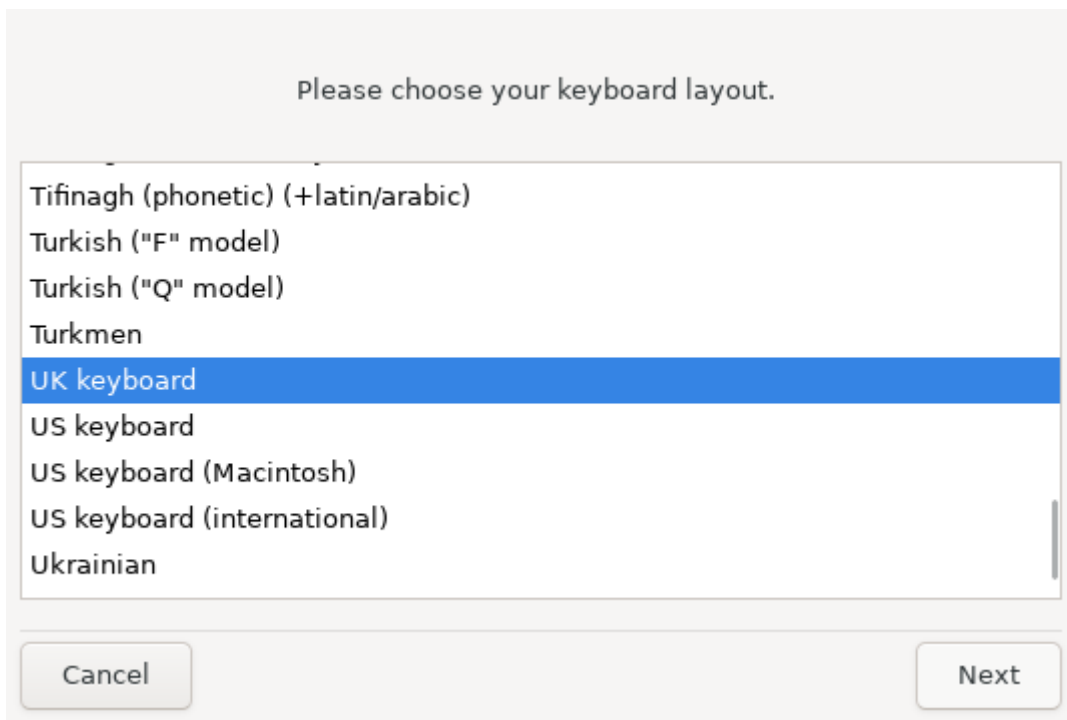 Please choose your keyboard layout.
Tifinagh (phonetic) (+latin/arabic)
Turkish ("F" model)
Turkish ("Q" model)
Turkmen
UK keyboard
US keyboard
US keyboard (Macintosh)
US keyboard (international)
Ukrainian
Cancel
Next